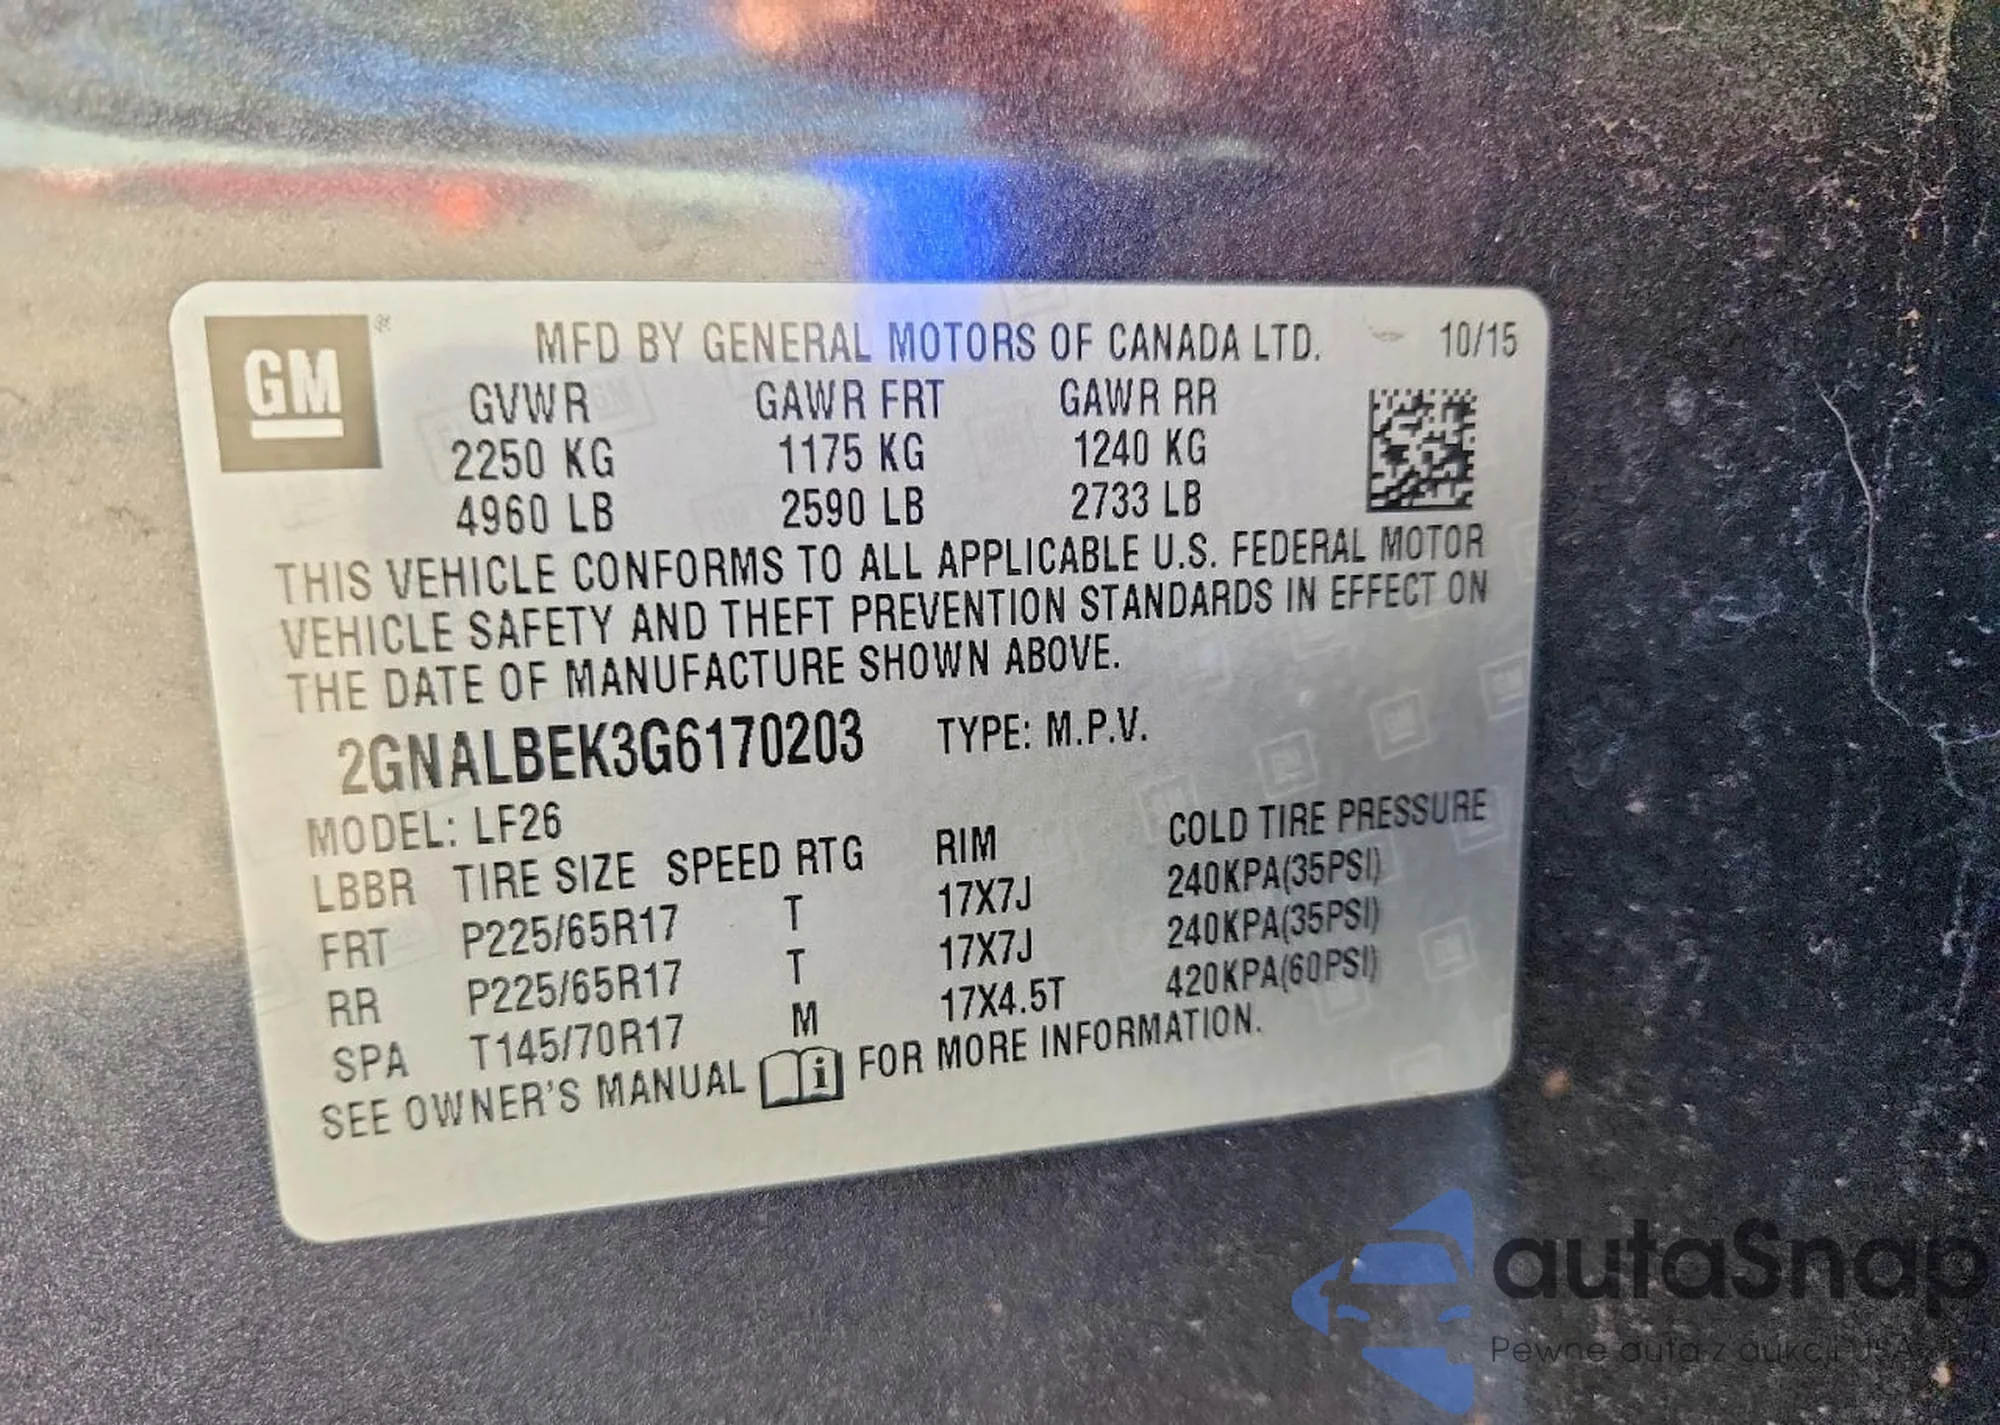 GM
MFD BY GENERAL MOTORS OF CANADA LTD. 10/15
GVWR GAWR FRT GAWR RR
2250 KG 1175 KG 1240 KG
4960 LB 2590 LB 2733 LB
THIS VEHICLE CONFORMS TO ALL APPLICABLE U.S. FEDERAL MOTOR
VEHICLE SAFETY AND THEFT PREVENTION STANDARDS IN EFFECT ON
THE DATE OF MANUFACTURE SHOWN ABOVE.
2GNALBEK3G6170203 TYPE: M.P.V.
MODEL: LF26
LBBR TIRE SIZE SPEED RTG RIM COLD TIRE PRESSURE
FRT P225/65R17 T 17X7J 240KPA(35PSI)
RR P225/65R17 T 17X7J 240KPA(35PSI)
SPA T145/70R17 M 17X4.5T 420KPA(60PSI)
SEE OWNER'S MANUAL i FOR MORE INFORMATION.
autaSnap
Pewne auta z aukcji USA